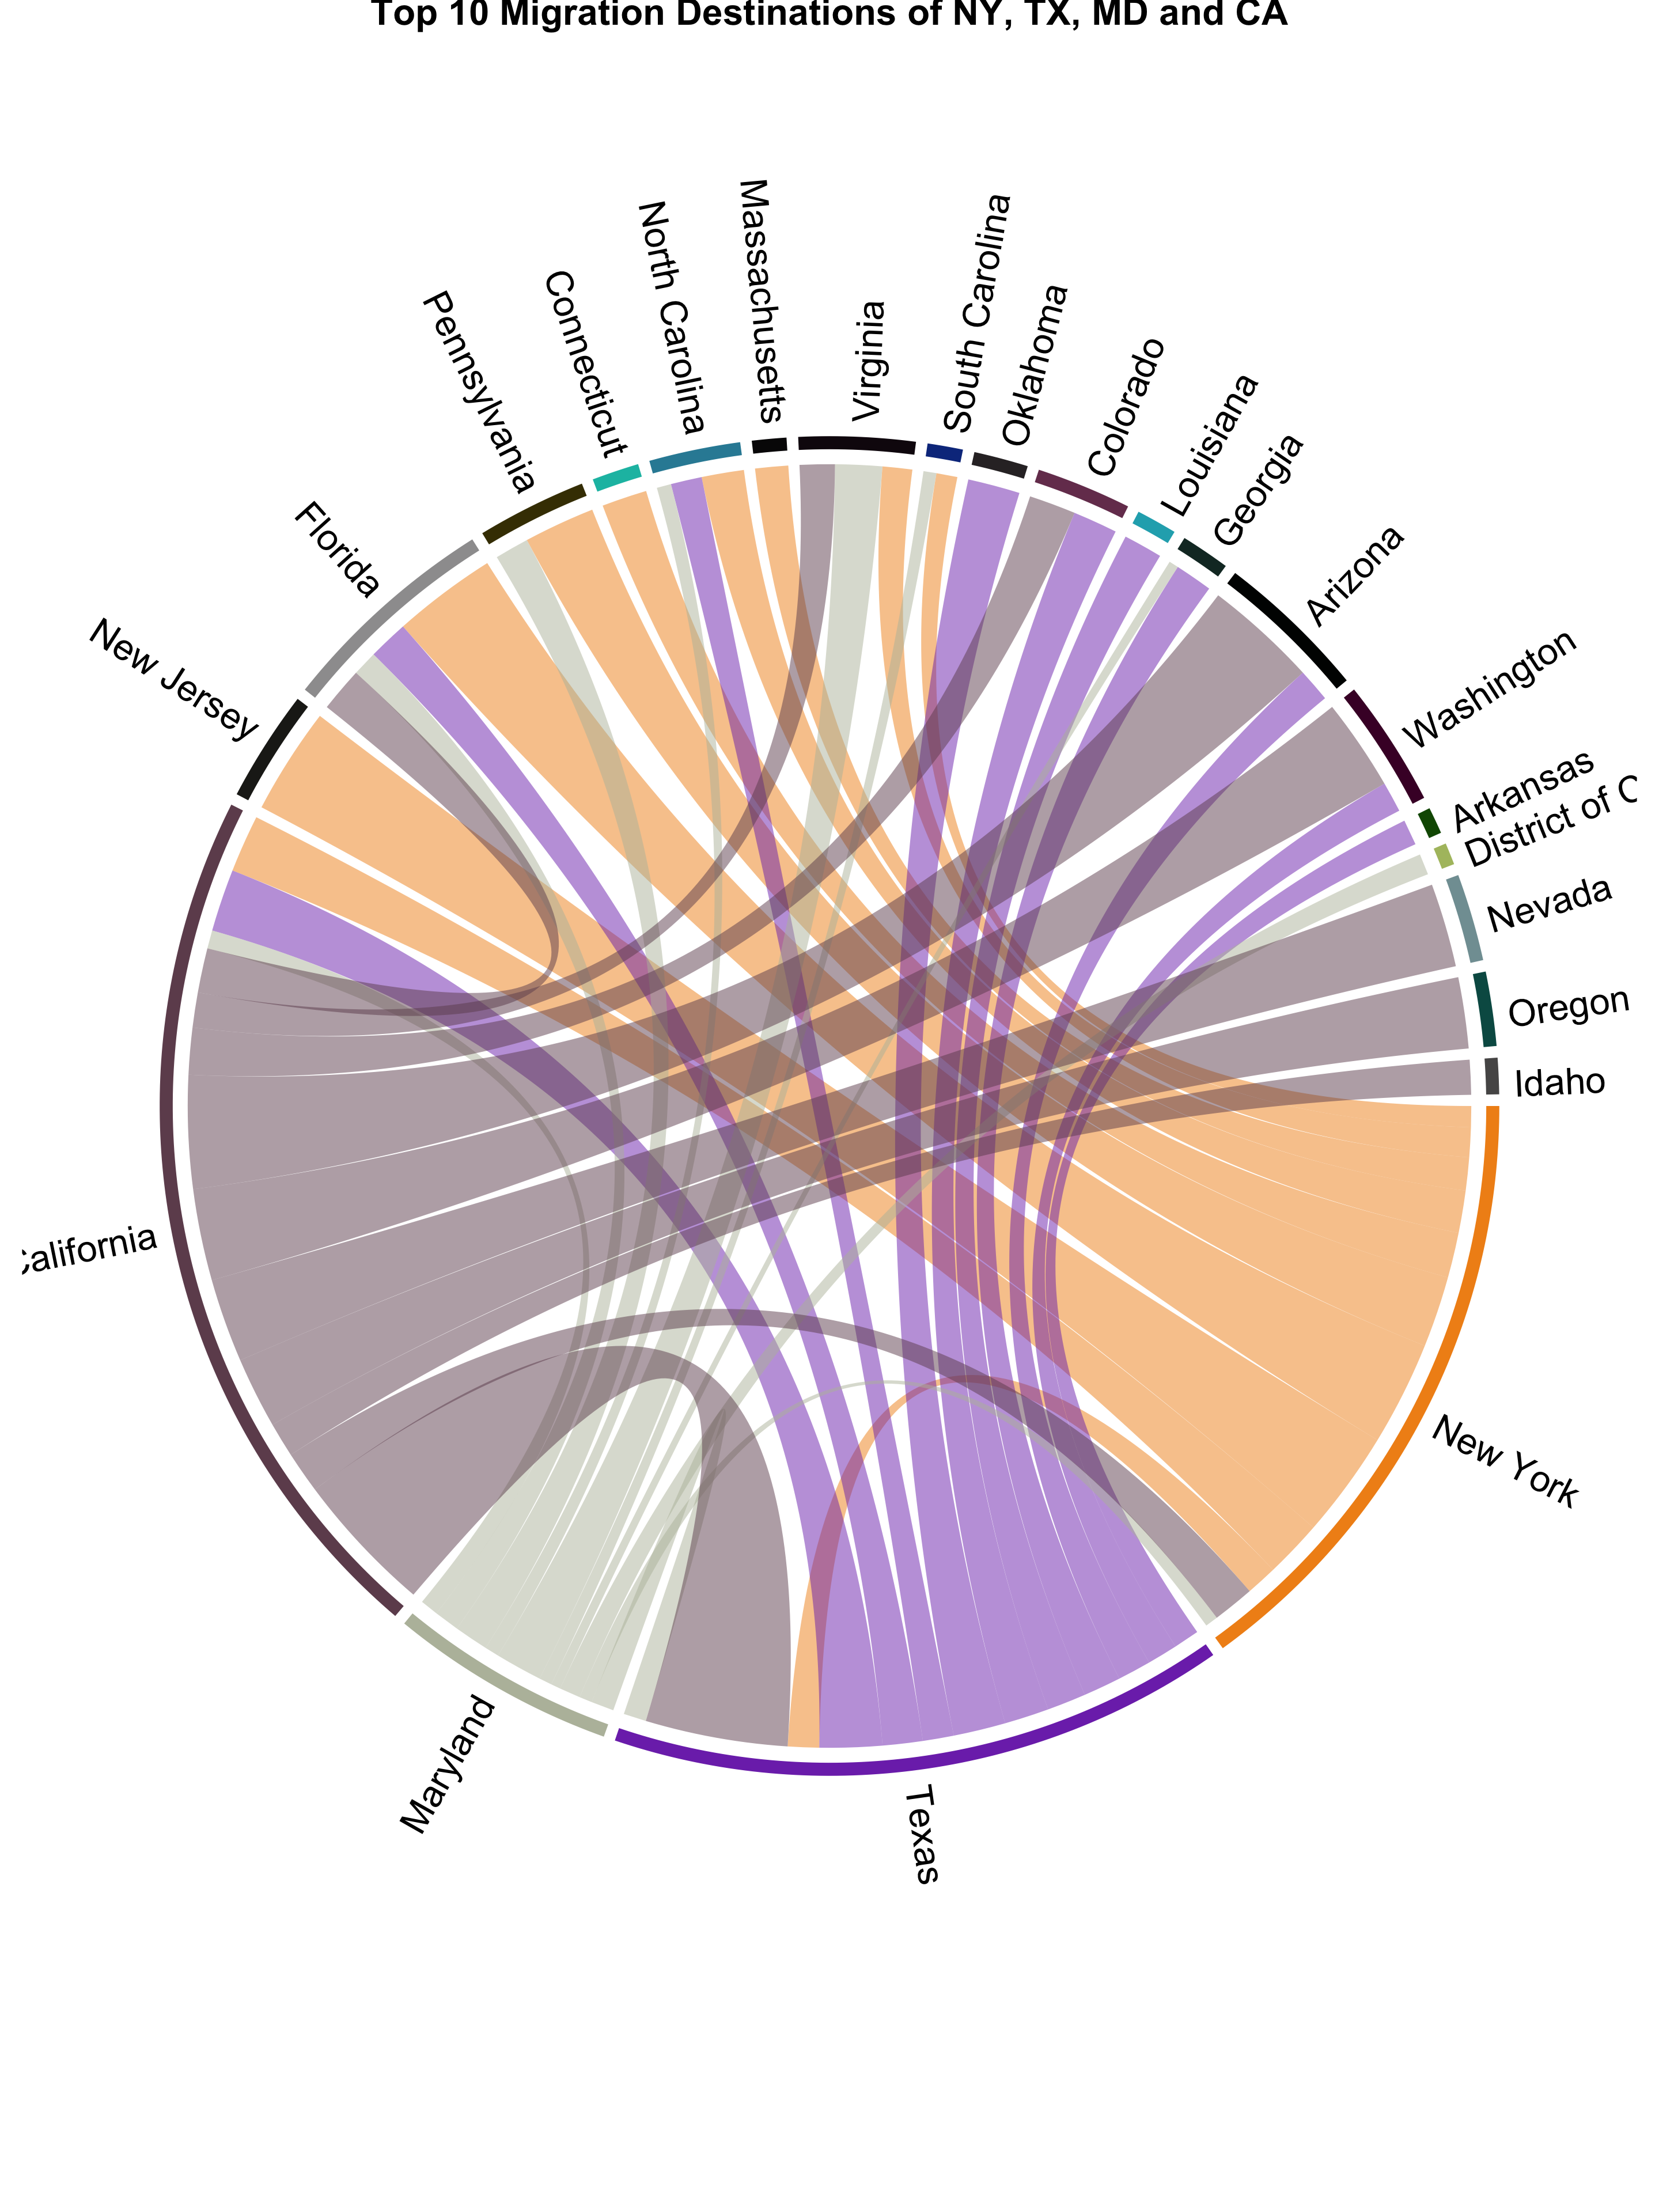 Top 10 Migration Destinations of NY, TX, MD and CA
Massachusetts
North Carolina
South Carolina
Connecticut
Virginia
Oklahoma
Pennsylvania
Colorado
Louisiana
Georgia
Florida
Arizona
New Jersey
Washington
Arkansas
District of C
Nevada
Oregon
Idaho
alifornia
New York
Maryland
Texas